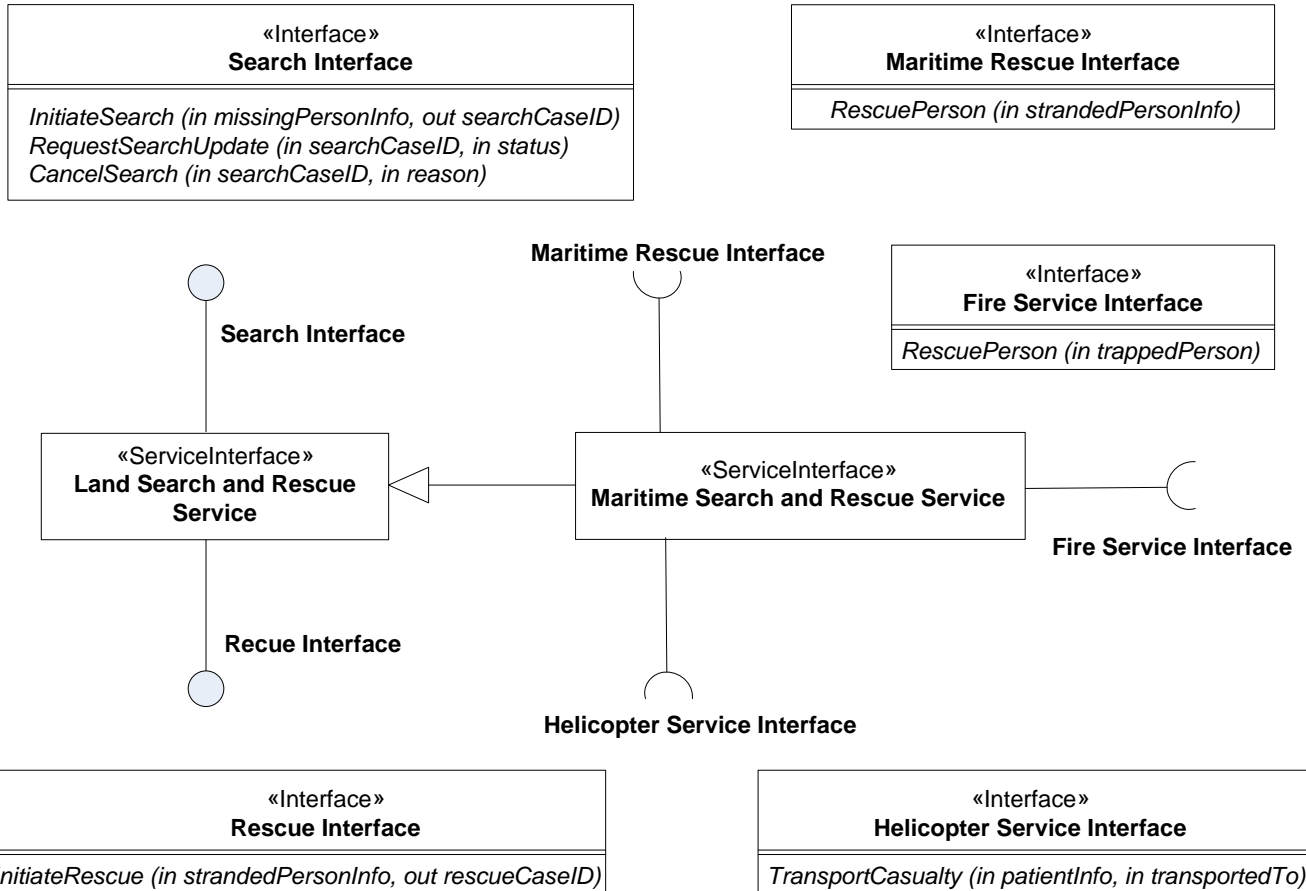 «Interface»
Search Interface
InitiateSearch (in missingPersonInfo, out searchCaseID)
RequestSearchUpdate (in searchCaseID, in status)
CancelSearch (in searchCaseID, in reason)
«Interface»
Maritime Rescue Interface
RescuePerson (in strandedPersonInfo)
Maritime Rescue Interface
«Interface»
Fire Service Interface
RescuePerson (in trappedPerson)
Search Interface
«ServiceInterface»
Land Search and Rescue
Service
«ServiceInterface»
Maritime Search and Rescue Service
Fire Service Interface
Recue Interface
Helicopter Service Interface
«Interface»
Rescue Interface
nitiateRescue (in strandedPersonInfo, out rescueCaseID)
«Interface»
Helicopter Service Interface
TransportCasualty (in patientInfo, in transportedTo)